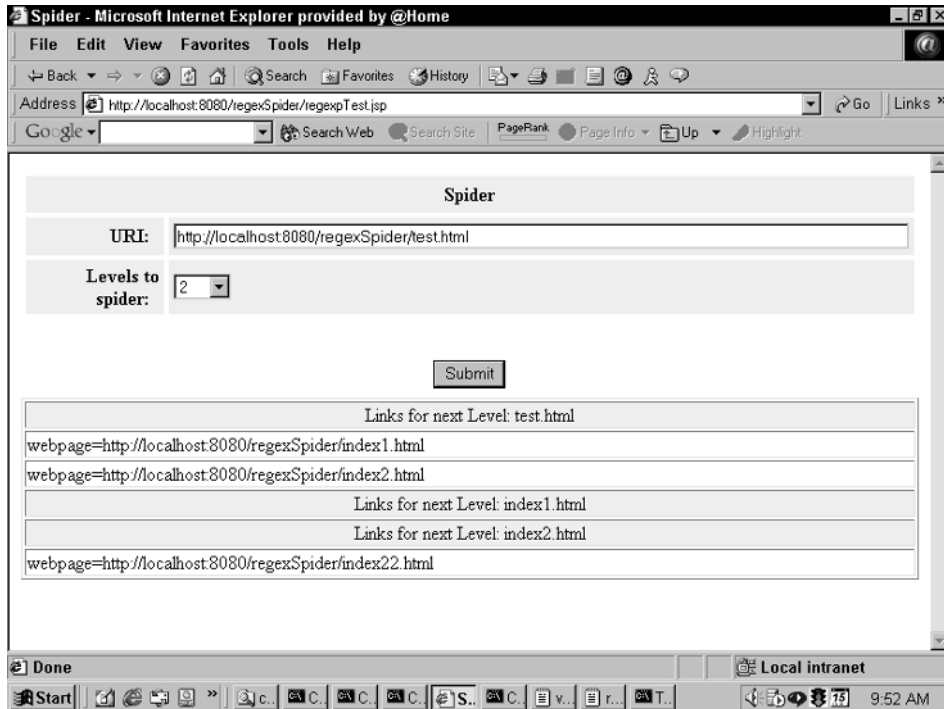 Spider - Microsoft Internet Explorer provided by @Home
File Edit View Favorites Tools Help
Back Search Favorites History
Address http://localhost:8080/regexSpider/regexpTest.jsp Go Links »
Google Search Web Search Site PageRank Page Info Up Highlight
Spider
URI: http://localhost:8080/regexSpider/test.html
Levels to spider: 2
Submit
Links for next Level: test.html
webpage=http://localhost:8080/regexSpider/index1.html
webpage=http://localhost:8080/regexSpider/index2.html
Links for next Level: index1.html
Links for next Level: index2.html
webpage=http://localhost:8080/regexSpider/index22.html
Done Local intranet
Start » c.. C.. C.. C.. S.. C.. v... r... T.. 15 9:52 AM